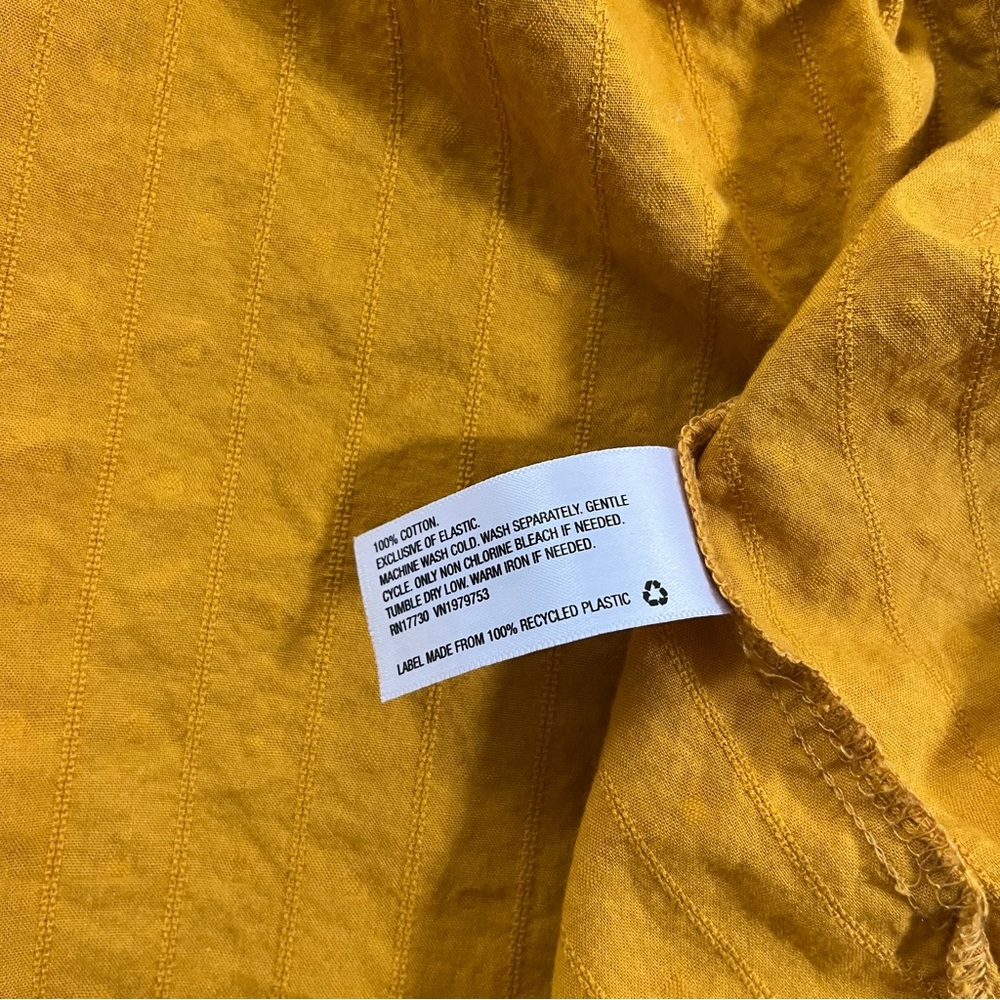 100% COTTON.
EXCLUSIVE OF ELASTIC.
MACHINE WASH COLD. WASH SEPARATELY. GENTLE
CYCLE. ONLY NON CHLORINE BLEACH IF NEEDED.
TUMBLE DRY LOW. WARM IRON IF NEEDED.
RN17730 VN1979753
LABEL MADE FROM 100% RECYCLED PLASTIC